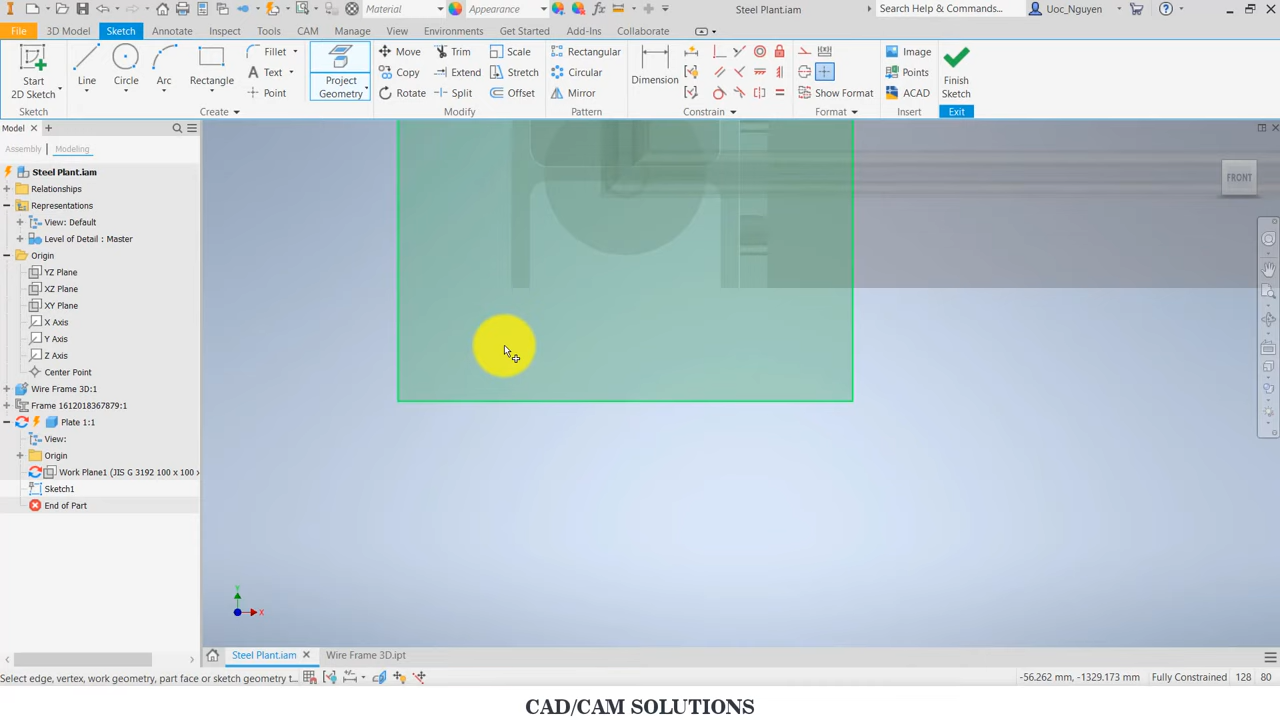 Material
Appearance
Steel Plant.iam
Search Help & Commands...
Uoc_Nguyen
File
3D Model
Sketch
Annotate
Inspect
Tools
CAM
Manage
View
Environments
Get Started
Add-Ins
Collaborate
Start
2D Sketch
Line
Circle
Arc
Rectangle
Fillet
Text
Point
Project
Geometry
Move
Copy
Rotate
Trim
Extend
Split
Scale
Stretch
Offset
Rectangular
Circular
Mirror
Dimension
Show Format
Image
Points
ACAD
Finish
Sketch
Sketch
Create
Modify
Pattern
Constrain
Format
Insert
Exit
Model
Assembly
Modeling
Steel Plant.iam
Relationships
Representations
View: Default
Level of Detail : Master
Origin
YZ Plane
XZ Plane
XY Plane
X Axis
Y Axis
Z Axis
Center Point
Wire Frame 3D:1
Frame 1612018367879:1
Plate 1:1
View:
Origin
Work Plane1 (JIS G 3192 100 x 100 x
Sketch1
End of Part
FRONT
Y
X
Steel Plant.iam
Wire Frame 3D.ipt
Select edge, vertex, work geometry, part face or sketch geometry t
-56.262 mm, -1329.173 mm
Fully Constrained
128
80
CAD/CAM SOLUTIONS